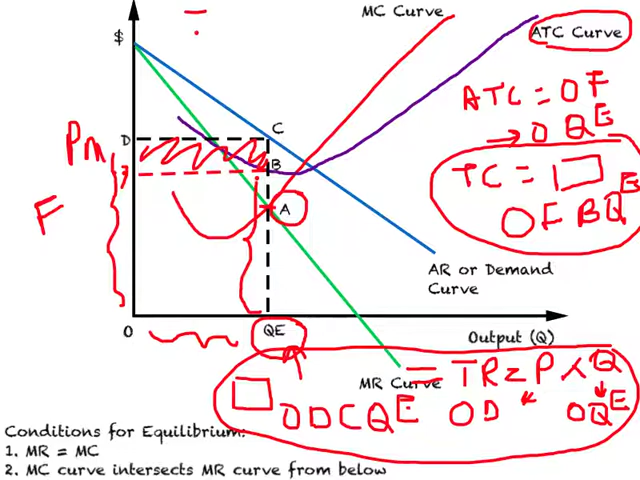 MC Curve
$
ATC Curve
ATC = OF
→ O QE
D
C
Pm
B
F
TC = □
OFBQE
A
AR or Demand
Curve
O
QE
Output (Q)
MR Curve
= TR = P × Q
□ ODCQE OD OQE
Conditions for Equilibrium:
1. MR = MC
2. MC curve intersects MR curve from below